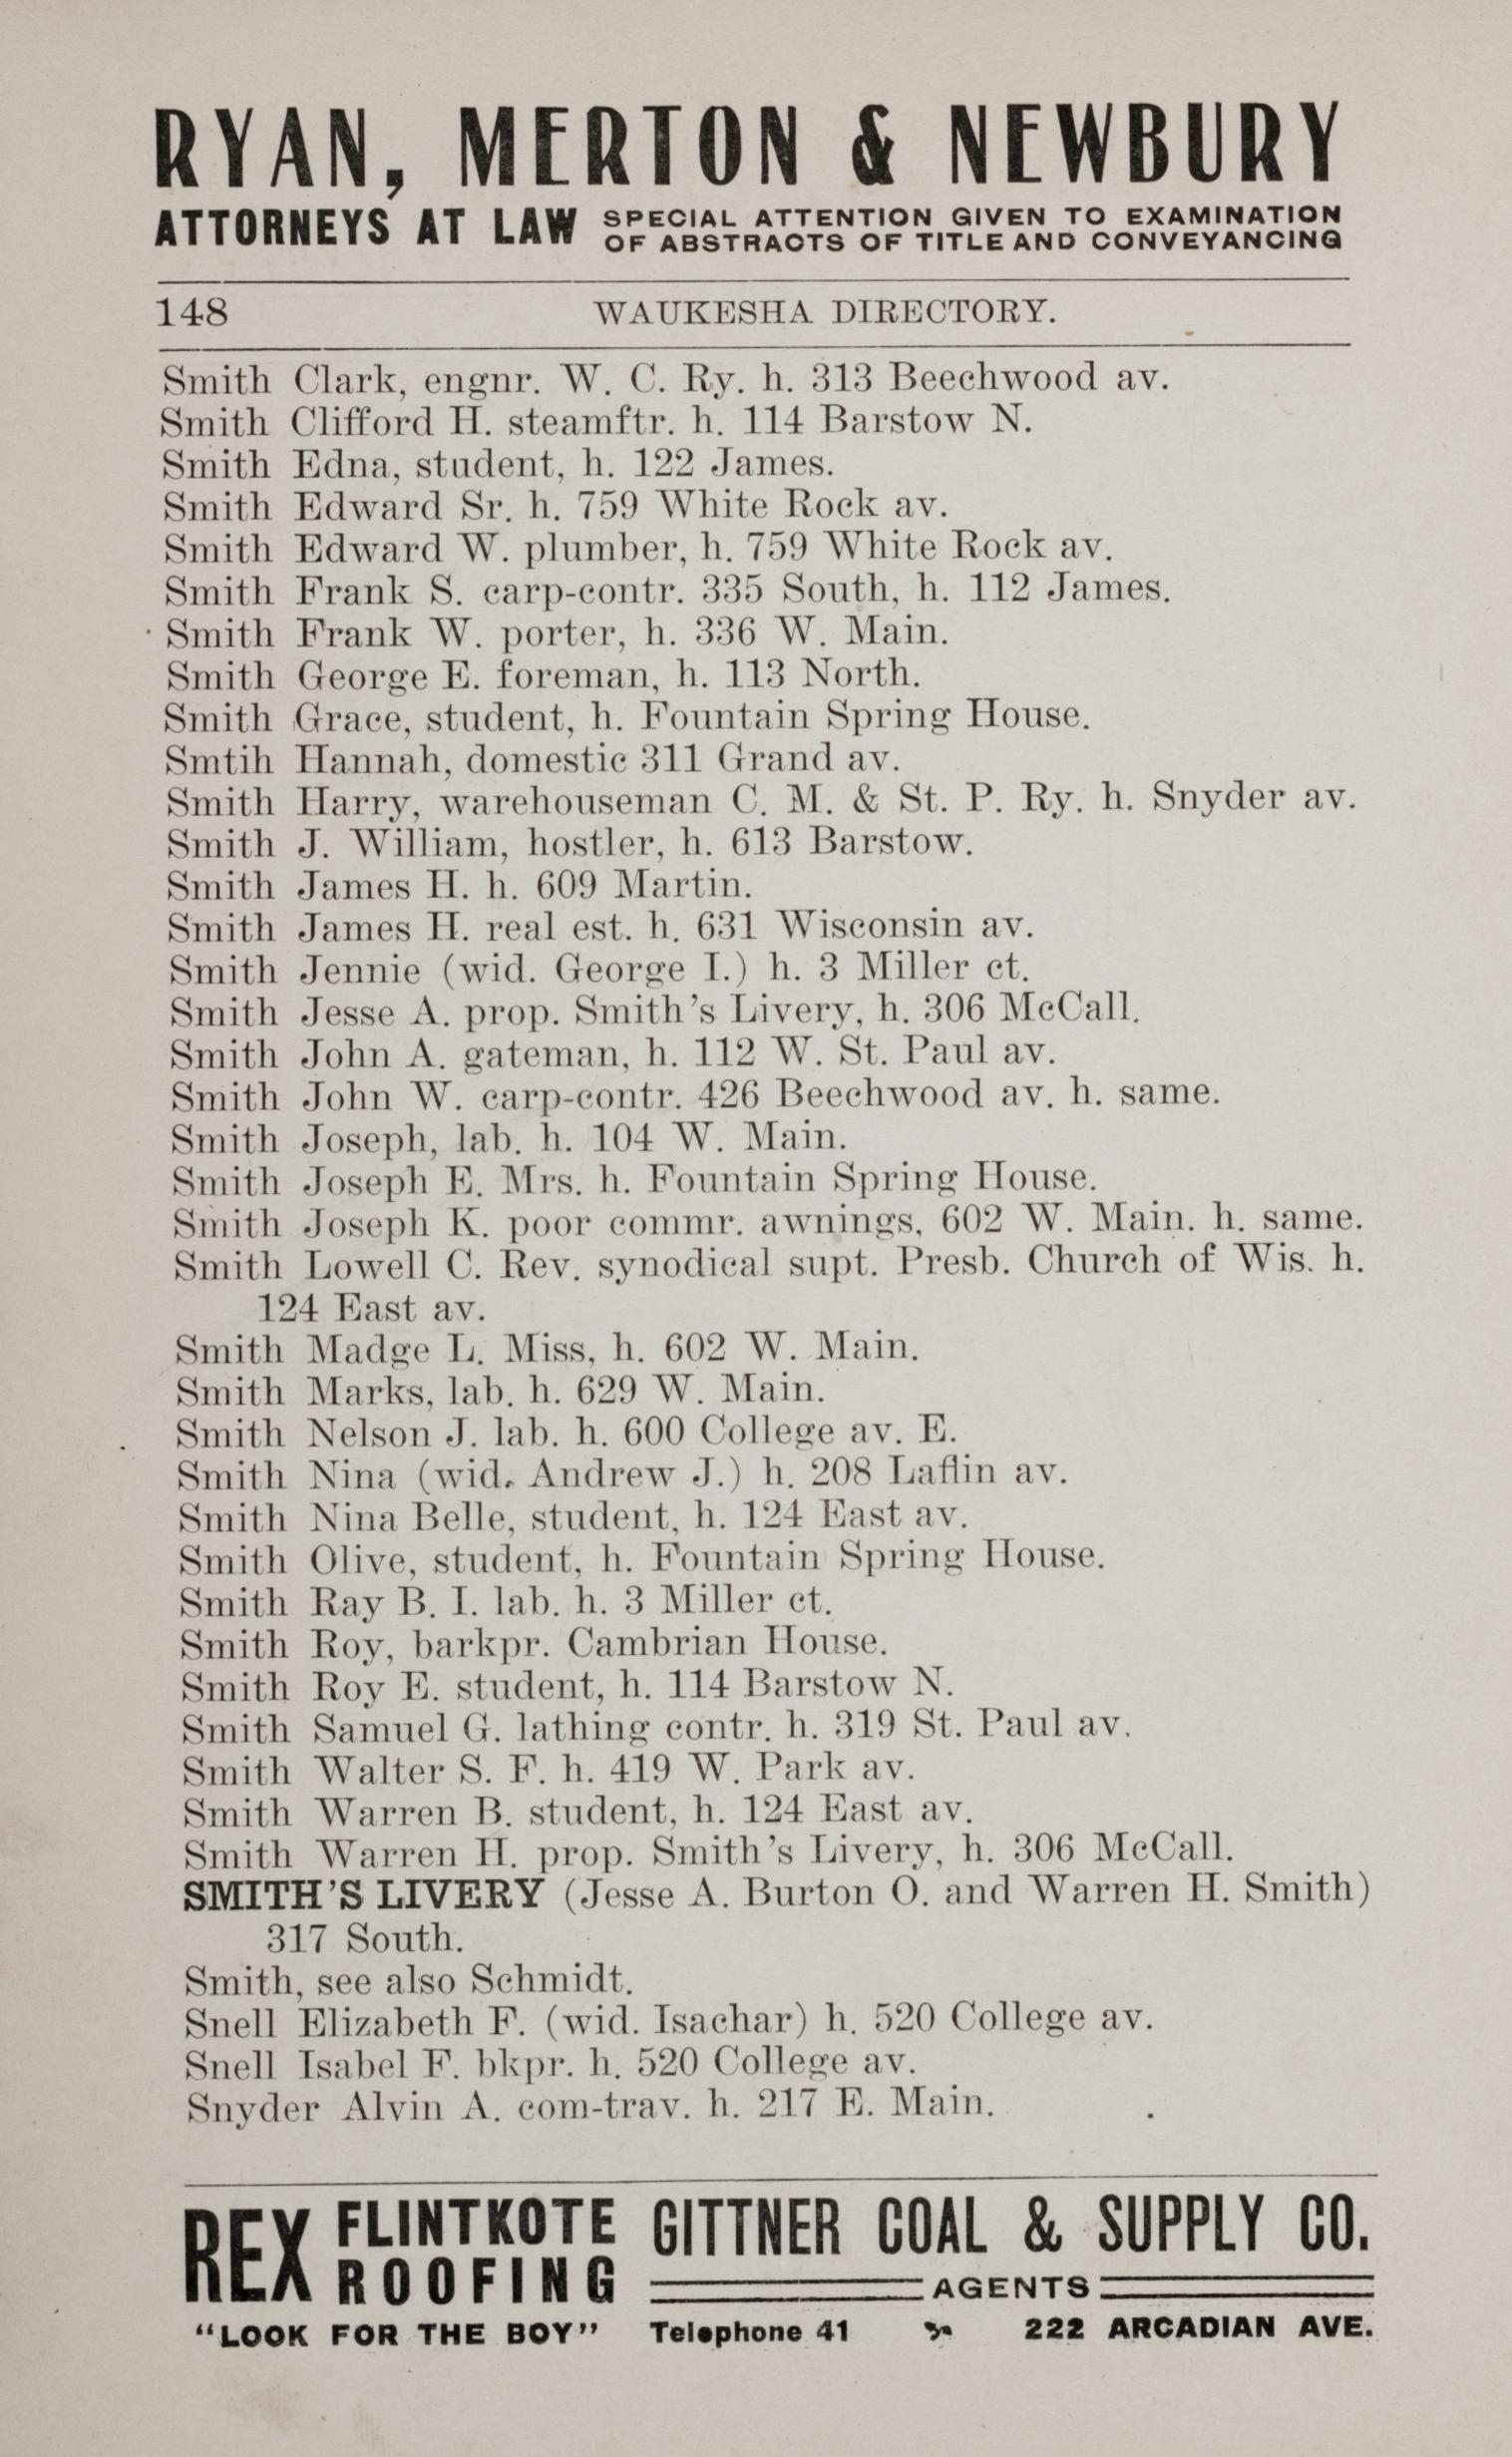 RYAN, MERTON & NEWBURY
ATTORNEYS AT LAW SPECIAL ATTENTION GIVEN TO EXAMINATION
OF ABSTRACTS OF TITLE AND CONVEYANCING
148 WAUKESHA DIRECTORY.
Smith Clark, engnr. W. C. Ry. h. 313 Beechwood av.
Smith Clifford H. steamftr. h. 114 Barstow N.
Smith Edna, student, h. 122 James.
Smith Edward Sr. h. 759 White Rock av.
Smith Edward W. plumber, h. 759 White Rock av.
Smith Frank S. carp-contr. 335 South, h. 112 James.
Smith Frank W. porter, h. 336 W. Main.
Smith George E. foreman, h. 113 North.
Smith Grace, student, h. Fountain Spring House.
Smtih Hannah, domestic 311 Grand av.
Smith Harry, warehouseman C. M. & St. P. Ry. h. Snyder av.
Smith J. William, hostler, h. 613 Barstow.
Smith James H. h. 609 Martin.
Smith James H. real est. h. 631 Wisconsin av.
Smith Jennie (wid. George I.) h. 3 Miller ct.
Smith Jesse A. prop. Smith's Livery, h. 306 McCall.
Smith John A. gateman, h. 112 W. St. Paul av.
Smith John W. carp-contr. 426 Beechwood av. h. same.
Smith Joseph, lab. h. 104 W. Main.
Smith Joseph E. Mrs. h. Fountain Spring House.
Smith Joseph K. poor commr. awnings, 602 W. Main. h. same.
Smith Lowell C. Rev. synodical supt. Presb. Church of Wis. h.
124 East av.
Smith Madge L. Miss, h. 602 W. Main.
Smith Marks, lab. h. 629 W. Main.
Smith Nelson J. lab. h. 600 College av. E.
Smith Nina (wid. Andrew J.) h. 208 Laflin av.
Smith Nina Belle, student, h. 124 East av.
Smith Olive, student, h. Fountain Spring House.
Smith Ray B. I. lab. h. 3 Miller ct.
Smith Roy, barkpr. Cambrian House.
Smith Roy E. student, h. 114 Barstow N.
Smith Samuel G. lathing contr. h. 319 St. Paul av.
Smith Walter S. F. h. 419 W. Park av.
Smith Warren B. student, h. 124 East av.
Smith Warren H. prop. Smith's Livery, h. 306 McCall.
SMITH'S LIVERY (Jesse A. Burton O. and Warren H. Smith)
317 South.
Smith, see also Schmidt.
Snell Elizabeth F. (wid. Isachar) h. 520 College av.
Snell Isabel F. bkpr. h. 520 College av.
Snyder Alvin A. com-trav. h. 217 E. Main.
REX FLINTKOTE ROOFING
"LOOK FOR THE BOY"
GITTNER COAL & SUPPLY CO.
AGENTS
Telephone 41 222 ARCADIAN AVE.